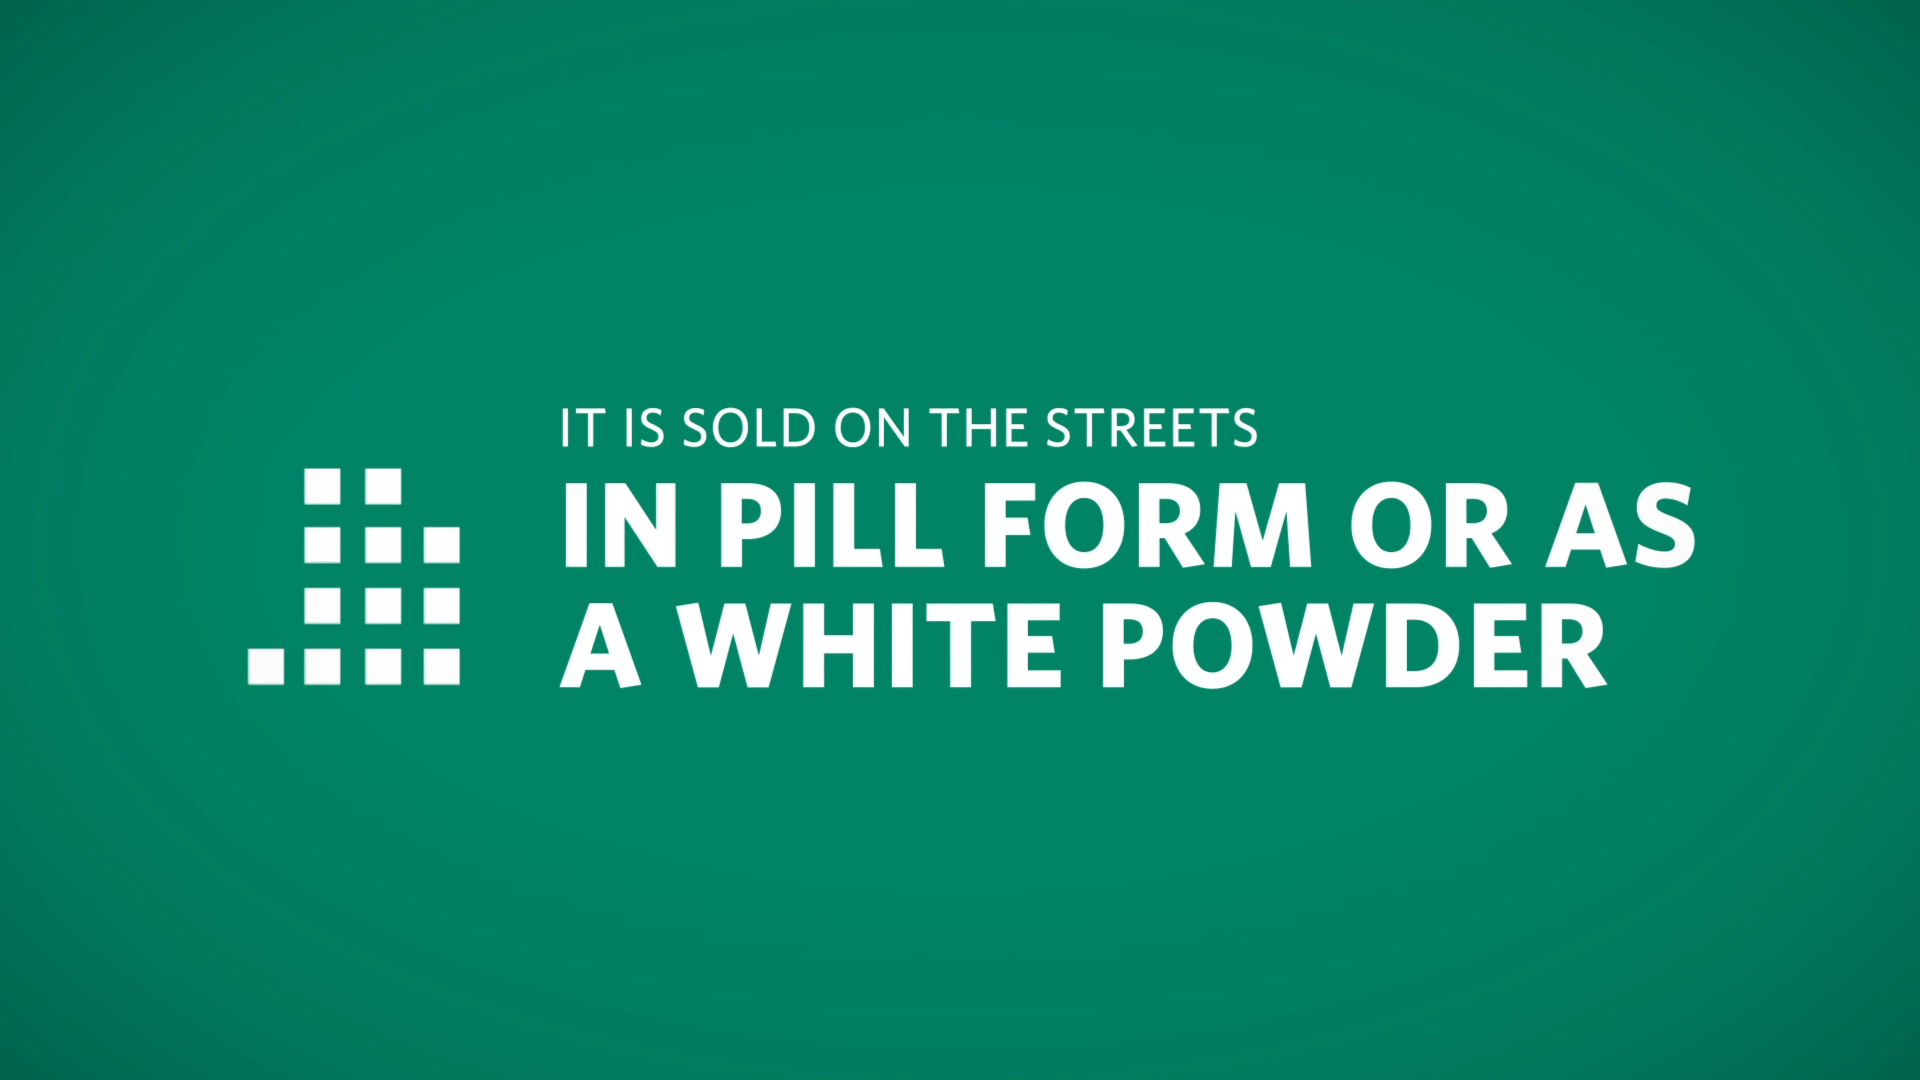 IT IS SOLD ON THE STREETS
IN PILL FORM OR AS
A WHITE POWDER